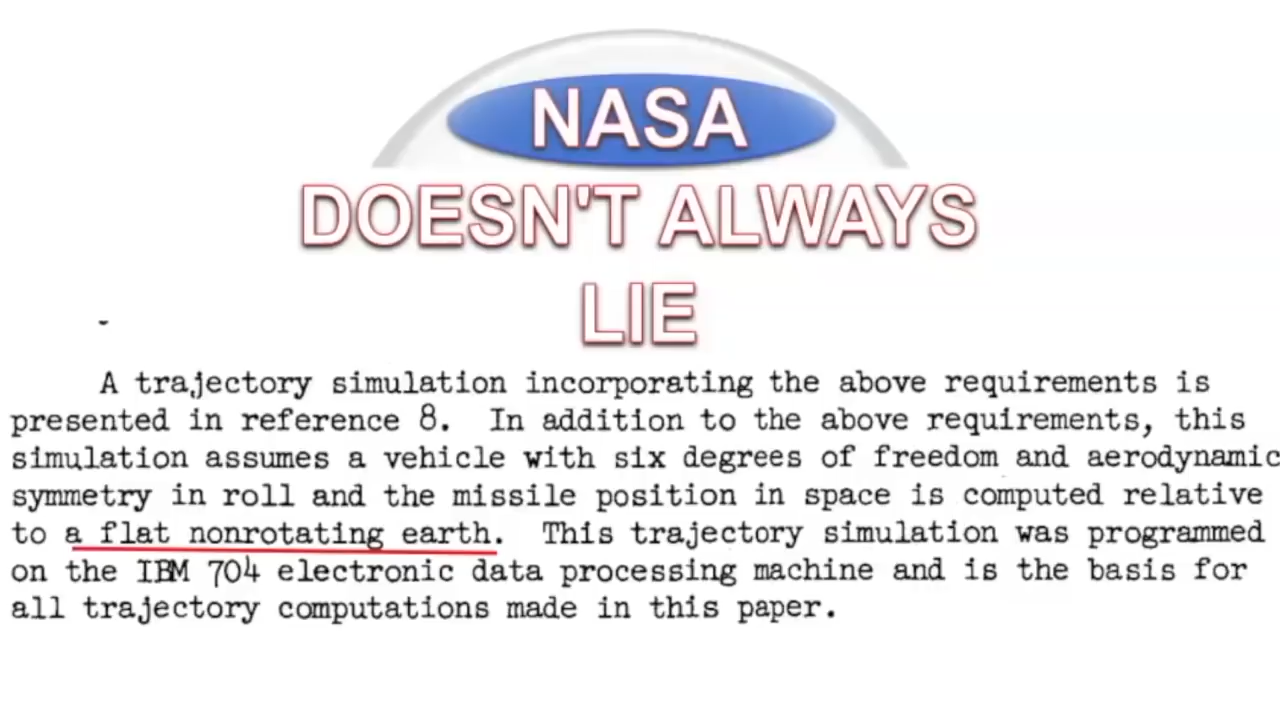 NASA
DOESN'T ALWAYS
LIE
A trajectory simulation incorporating the above requirements is
presented in reference 8. In addition to the above requirements, this
simulation assumes a vehicle with six degrees of freedom and aerodynamic
symmetry in roll and the missile position in space is computed relative
to a flat nonrotating earth. This trajectory simulation was programmed
on the IBM 704 electronic data processing machine and is the basis for
all trajectory computations made in this paper.